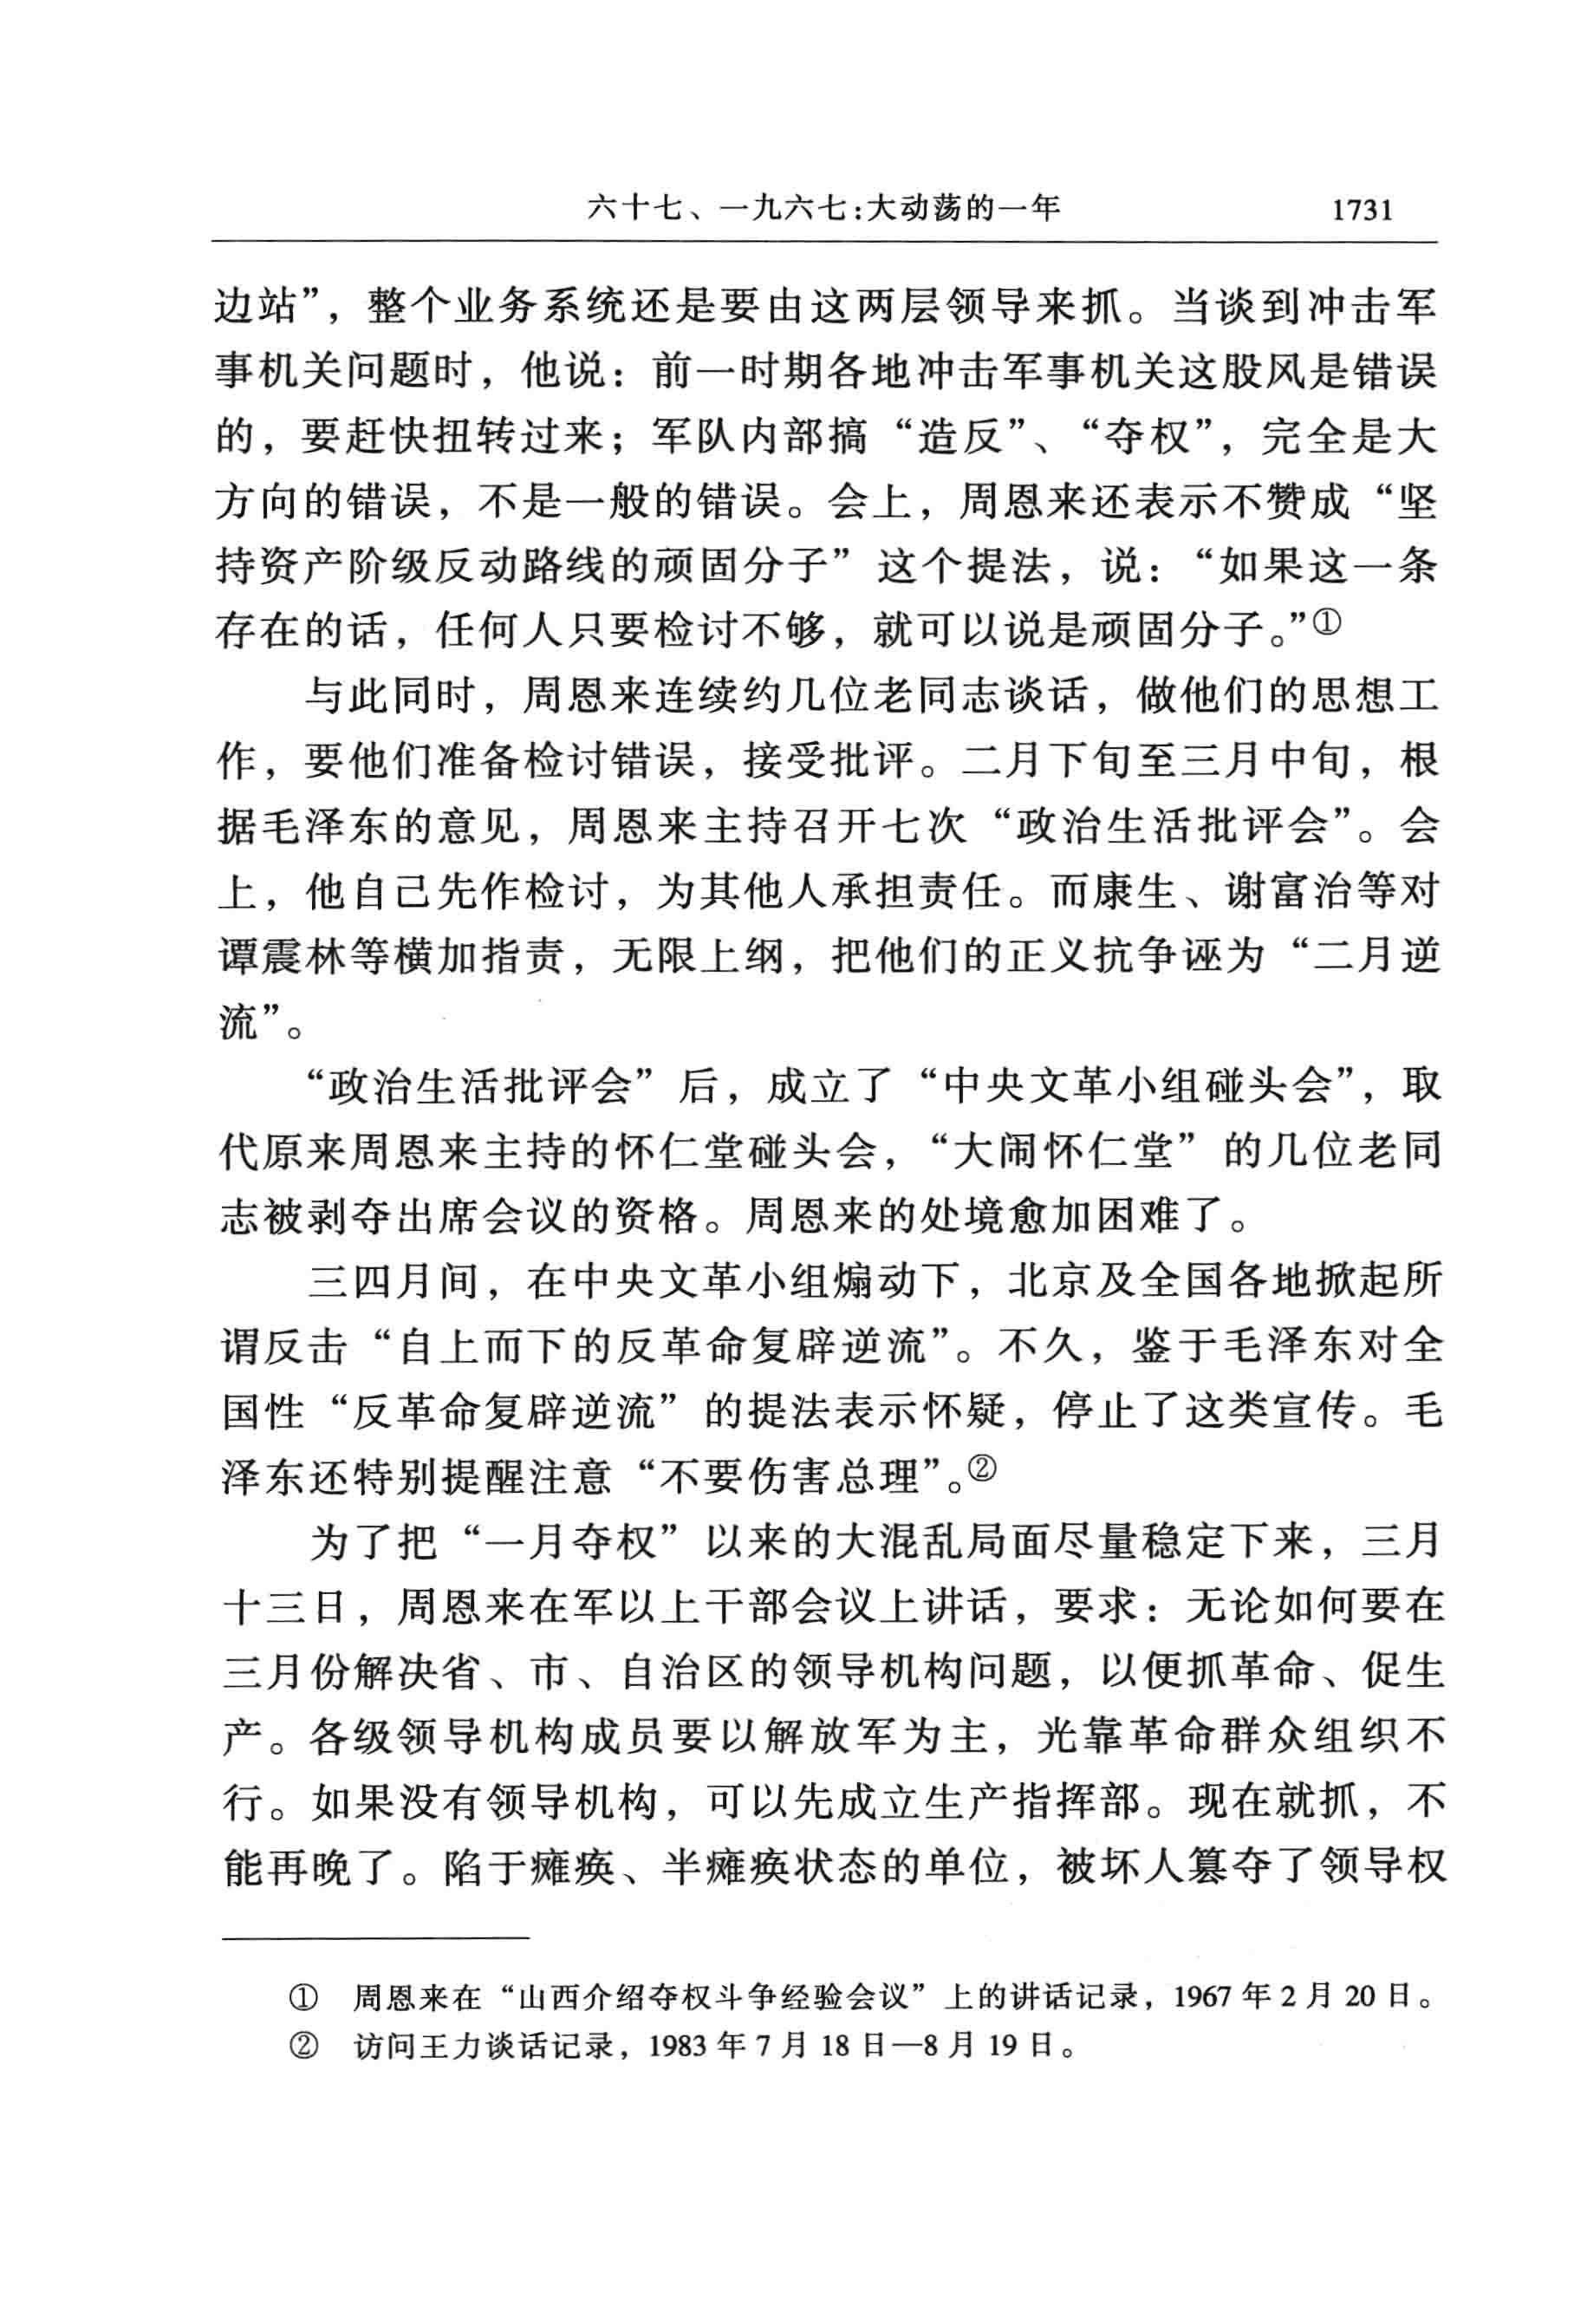 六十七、一九六七:大动荡的一年 1731
边站”，整个业务系统还是要由这两层领导来抓。当谈到冲击军
事机关问题时，他说：前一时期各地冲击军事机关这股风是错误
的，要赶快扭转过来；军队内部搞“造反”、“夺权”，完全是大
方向的错误，不是一般的错误。会上，周恩来还表示不赞成“坚
持资产阶级反动路线的顽固分子”这个提法，说：“如果这一条
存在的话，任何人只要检讨不够，就可以说是顽固分子。”①
与此同时，周恩来连续约几位老同志谈话，做他们的思想工
作，要他们准备检讨错误，接受批评。二月下旬至三月中旬，根
据毛泽东的意见，周恩来主持召开七次“政治生活批评会”。会
上，他自己先作检讨，为其他人承担责任。而康生、谢富治等对
谭震林等横加指责，无限上纲，把他们的正义抗争诬为“二月逆
流”。
“政治生活批评会”后，成立了“中央文革小组碰头会”，取
代原来周恩来主持的怀仁堂碰头会，“大闹怀仁堂”的几位老同
志被剥夺出席会议的资格。周恩来的处境愈加困难了。
三四月间，在中央文革小组煽动下，北京及全国各地掀起所
谓反击“自上而下的反革命复辟逆流”。不久，鉴于毛泽东对全
国性“反革命复辟逆流”的提法表示怀疑，停止了这类宣传。毛
泽东还特别提醒注意“不要伤害总理”。②
为了把“一月夺权”以来的大混乱局面尽量稳定下来，三月
十三日，周恩来在军以上干部会议上讲话，要求：无论如何要在
三月份解决省、市、自治区的领导机构问题，以便抓革命、促生
产。各级领导机构成员要以解放军为主，光靠革命群众组织不
行。如果没有领导机构，可以先成立生产指挥部。现在就抓，不
能再晚了。陷于瘫痪、半瘫痪状态的单位，被坏人篡夺了领导权
① 周恩来在“山西介绍夺权斗争经验会议”上的讲话记录，1967年2月20日。
② 访问王力谈话记录，1983年7月18日—8月19日。